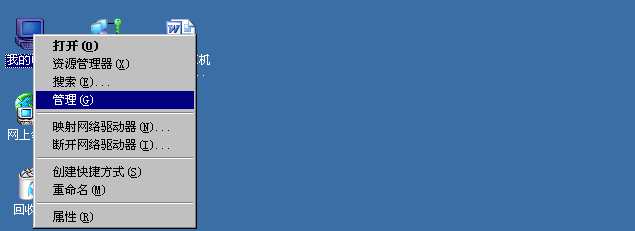 我的
打开(O)
资源管理器(X)
搜索(E)...
管理(G)
映射网络驱动器(N)...
断开网络驱动器(I)...
创建快捷方式(S)
重命名(M)
属性(R)
机
...
网上
回收